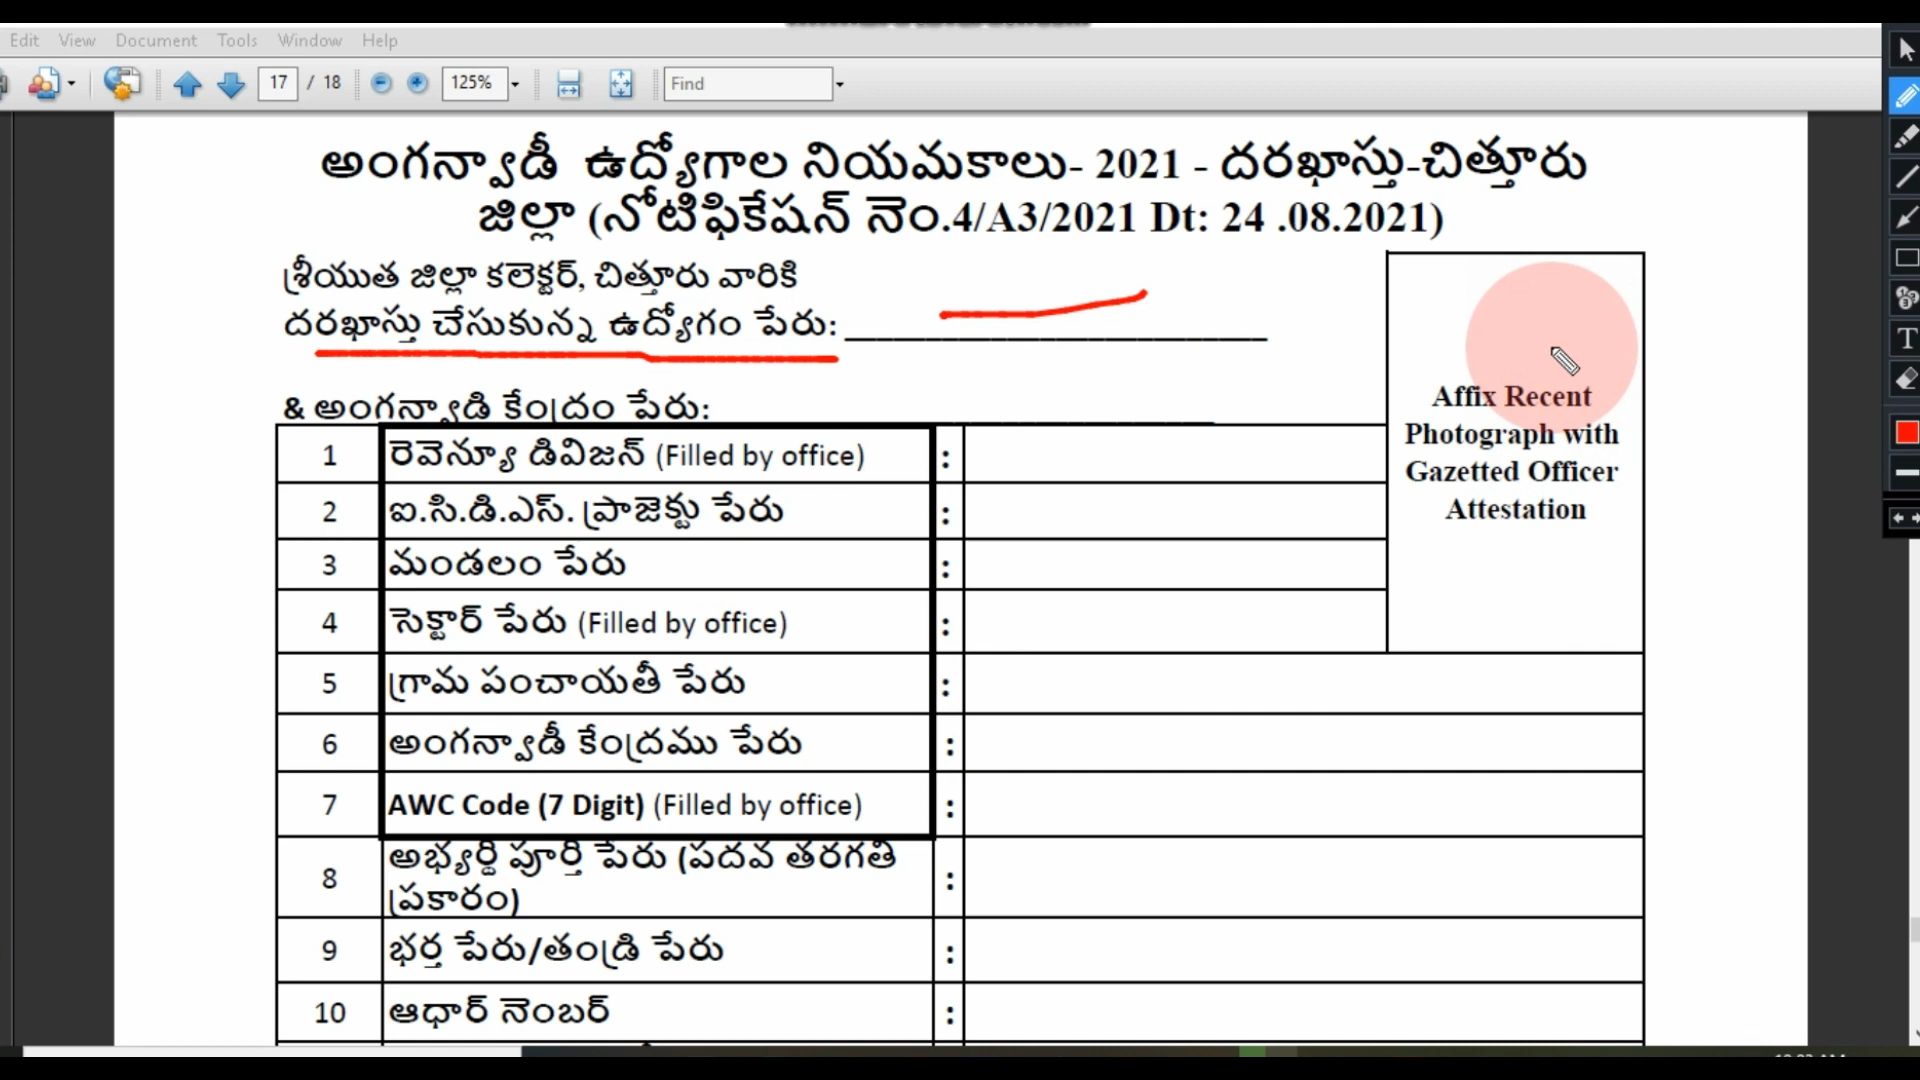 Edit View Document Tools Window Help
17 / 18 125% Find
అంగన్వాడీ ఉద్యోగాల నియమకాలు- 2021 - దరఖాస్తు-చిత్తూరు
జిల్లా (నోటిఫికేషన్ నెం.4/A3/2021 Dt: 24 .08.2021)
శ్రీయుత జిల్లా కలెక్టర్, చిత్తూరు వారికి
దరఖాస్తు చేసుకున్న ఉద్యోగం పేరు:
& అంగన్వాడి కేంద్రం పేరు:
Affix Recent
Photograph with
Gazetted Officer
Attestation
1 రెవెన్యూ డివిజన్ (Filled by office) :
2 ఐ.సి.డి.ఎస్. ప్రాజెక్టు పేరు :
3 మండలం పేరు :
4 సెక్టార్ పేరు (Filled by office) :
5 గ్రామ పంచాయతీ పేరు :
6 అంగన్వాడీ కేంద్రము పేరు :
7 AWC Code (7 Digit) (Filled by office) :
8 అభ్యర్థి పూర్తి పేరు (పదవ తరగతి
ప్రకారం) :
9 భర్త పేరు/తండ్రి పేరు :
10 ఆధార్ నెంబర్ :